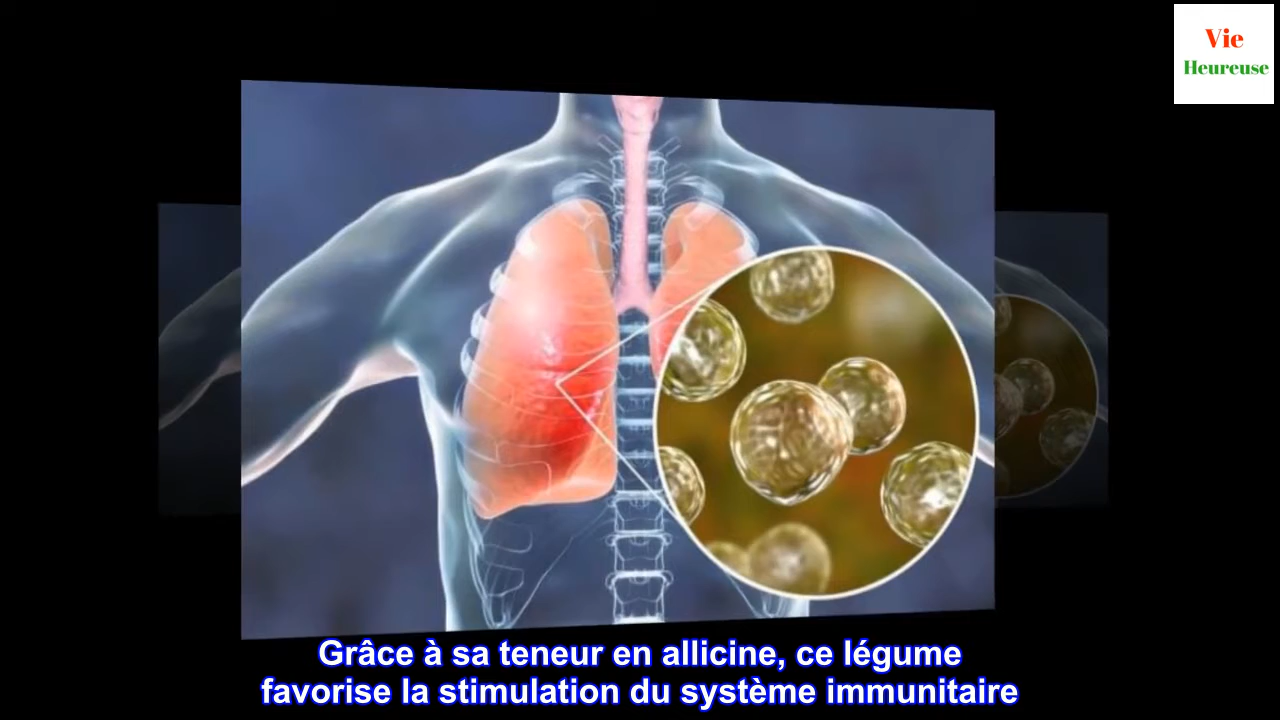 Vie
Heureuse
Grâce à sa teneur en allicine, ce légume
favorise la stimulation du système immunitaire